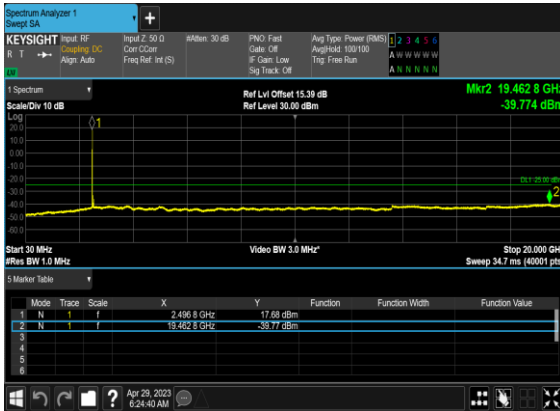 Spectrum Analyzer 1
Swept SA
+
KEYSIGHT
R T
LXI
Input: RF
Coupling: DC
Align: Auto
Input Z: 50 Ω
Corr CCorr
Freq Ref: Int (S)
#Atten: 30 dB
PNO: Fast
Gate: Off
IF Gain: Low
Sig Track: Off
Avg Type: Power (RMS)
Avg|Hold: 100/100
Trig: Free Run
1 2 3 4 5 6
A W W W W W
A N N N N N
1 Spectrum
Scale/Div 10 dB
Ref Lvl Offset 15.39 dB
Ref Level 30.00 dBm
Mkr2 19.462 8 GHz
-39.774 dBm
Log
20.0
10.0
0.00
-10.0
-20.0
-30.0
-40.0
-50.0
-60.0
1
DL1 -25.00 dBm
2
Start 30 MHz
#Res BW 1.0 MHz
Video BW 3.0 MHz*
Stop 20.000 GHz
Sweep 34.7 ms (40001 pts)
5 Marker Table
Mode Trace Scale X Y Function Function Width Function Value
1 N 1 f 2.496 8 GHz 17.68 dBm
2 N 1 f 19.462 8 GHz -39.77 dBm
3
4
5
6
?
Apr 29, 2023
6:24:40 AM